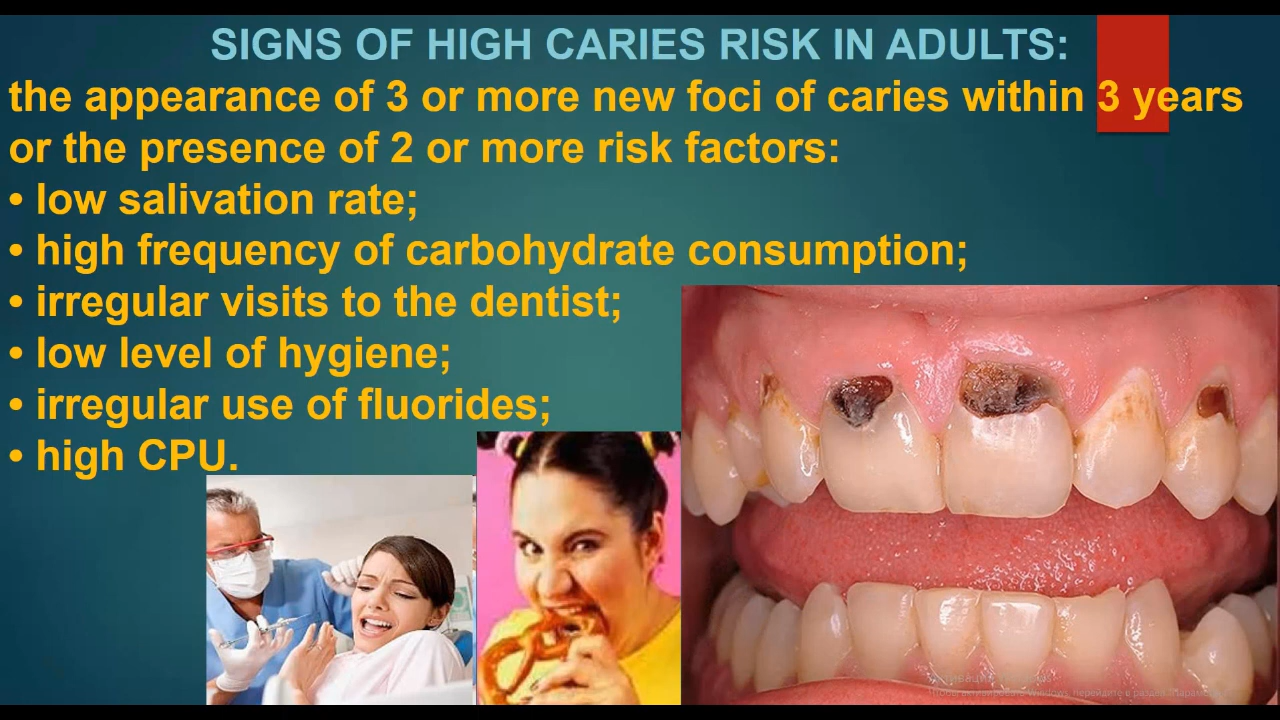 SIGNS OF HIGH CARIES RISK IN ADULTS:
the appearance of 3 or more new foci of caries within 3 years
or the presence of 2 or more risk factors:
• low salivation rate;
• high frequency of carbohydrate consumption;
• irregular visits to the dentist;
• low level of hygiene;
• irregular use of fluorides;
• high CPU.